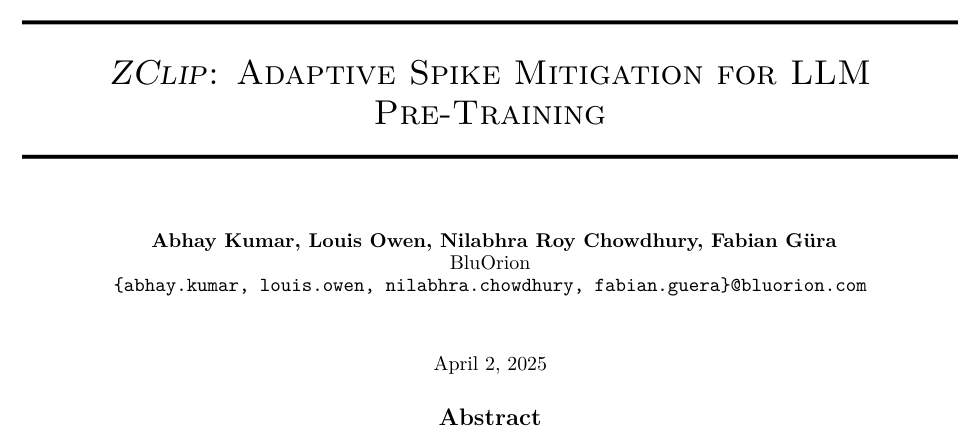 ZClip: Adaptive Spike Mitigation for LLM
Pre-Training
Abhay Kumar, Louis Owen, Nilabhra Roy Chowdhury, Fabian Güra
BluOrion
{abhay.kumar, louis.owen, nilabhra.chowdhury, fabian.guera}@bluorion.com
April 2, 2025
Abstract